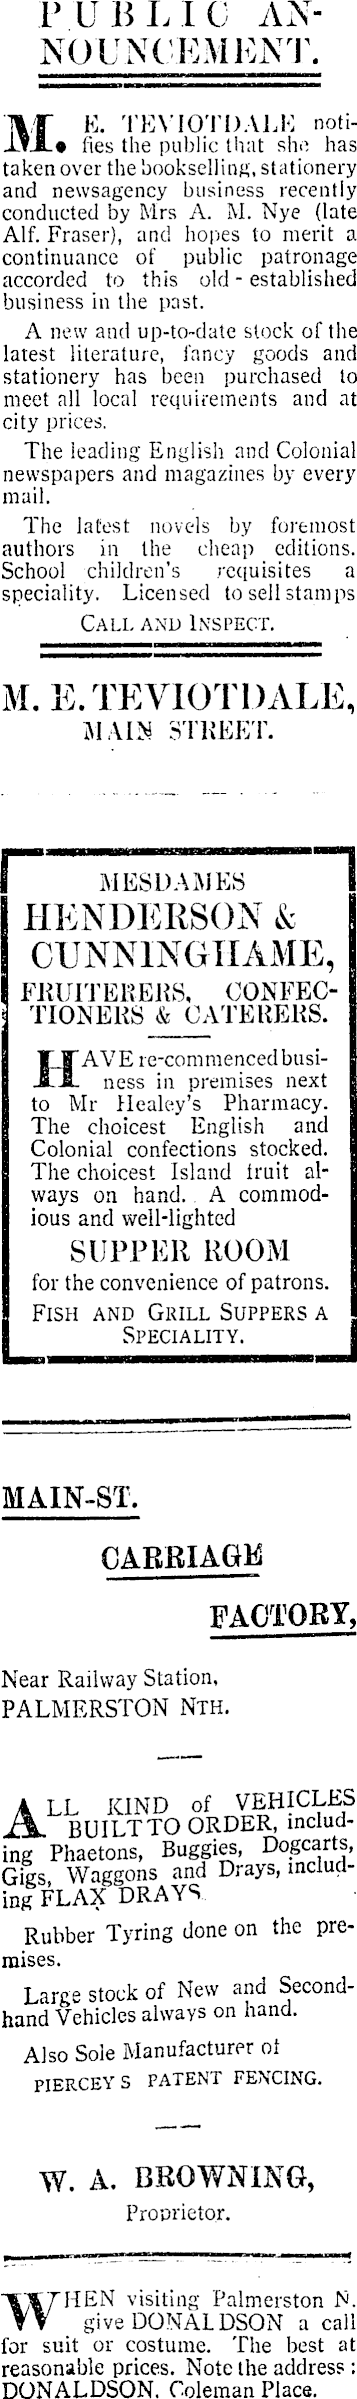 PUBLIC AN-
NOUNCEMENT.
M. E. TEVIOTDALE noti-
fies the public that she has
taken over the bookselling, stationery
and newsagency business recently
conducted by Mrs A. M. Nye (late
Alf. Fraser), and hopes to merit a
continuance of public patronage
accorded to this old-established
business in the past.
A new and up-to-date stock of the
latest literature, fancy goods and
stationery has been purchased to
meet all local requirements and at
city prices.
The leading English and Colonial
newspapers and magazines by every
mail.
The latest novels by foremost
authors in the cheap editions.
School children's requisites a
speciality. Licensed to sell stamps
CALL AND INSPECT.
M. E. TEVIOTDALE,
MAIN STREET.
MESDAMES
HENDERSON &
CUNNINGHAME,
FRUITERERS, CONFEC-
TIONERS & CATERERS.
HAVE re-commenced busi-
ness in premises next
to Mr Healey's Pharmacy.
The choicest English and
Colonial confections stocked.
The choicest Island fruit al-
ways on hand. A commod-
ious and well-lighted
SUPPER ROOM
for the convenience of patrons.
FISH AND GRILL SUPPERS A
SPECIALITY.
MAIN-ST.
CARRIAGE
FACTORY,
Near Railway Station,
PALMERSTON NTH.
ALL KIND of VEHICLES
BUILT TO ORDER, includ-
ing Phaetons, Buggies, Dogcarts,
Gigs, Waggons and Drays, includ-
ing FLAX DRAYS
Rubber Tyring done on the pre-
mises.
Large stock of New and Second-
hand Vehicles always on hand.
Also Sole Manufacturer of
PIERCEY S PATENT FENCING.
W. A. BROWNING,
Proprietor.
WHEN visiting Palmerston N.
give DONALDSON a call
for suit or costume. The best at
reasonable prices. Note the address:
DONALDSON, Coleman Place.